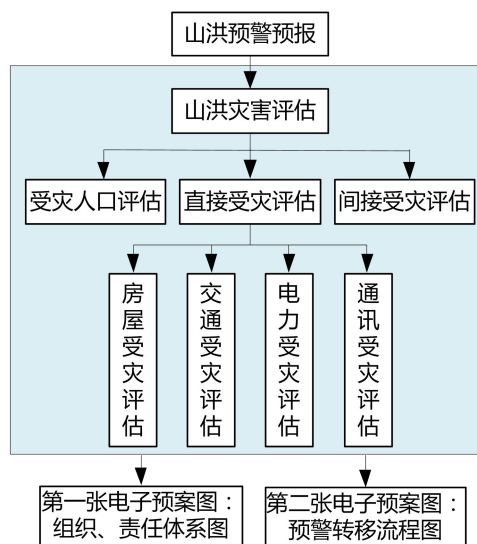 山洪预警预报
山洪灾害评估
受灾人口评估
直接受灾评估
间接受灾评估
房屋受灾评估
交通受灾评估
电力受灾评估
通讯受灾评估
第一张电子预案图：
组织、责任体系图
第二张电子预案图：
预警转移流程图